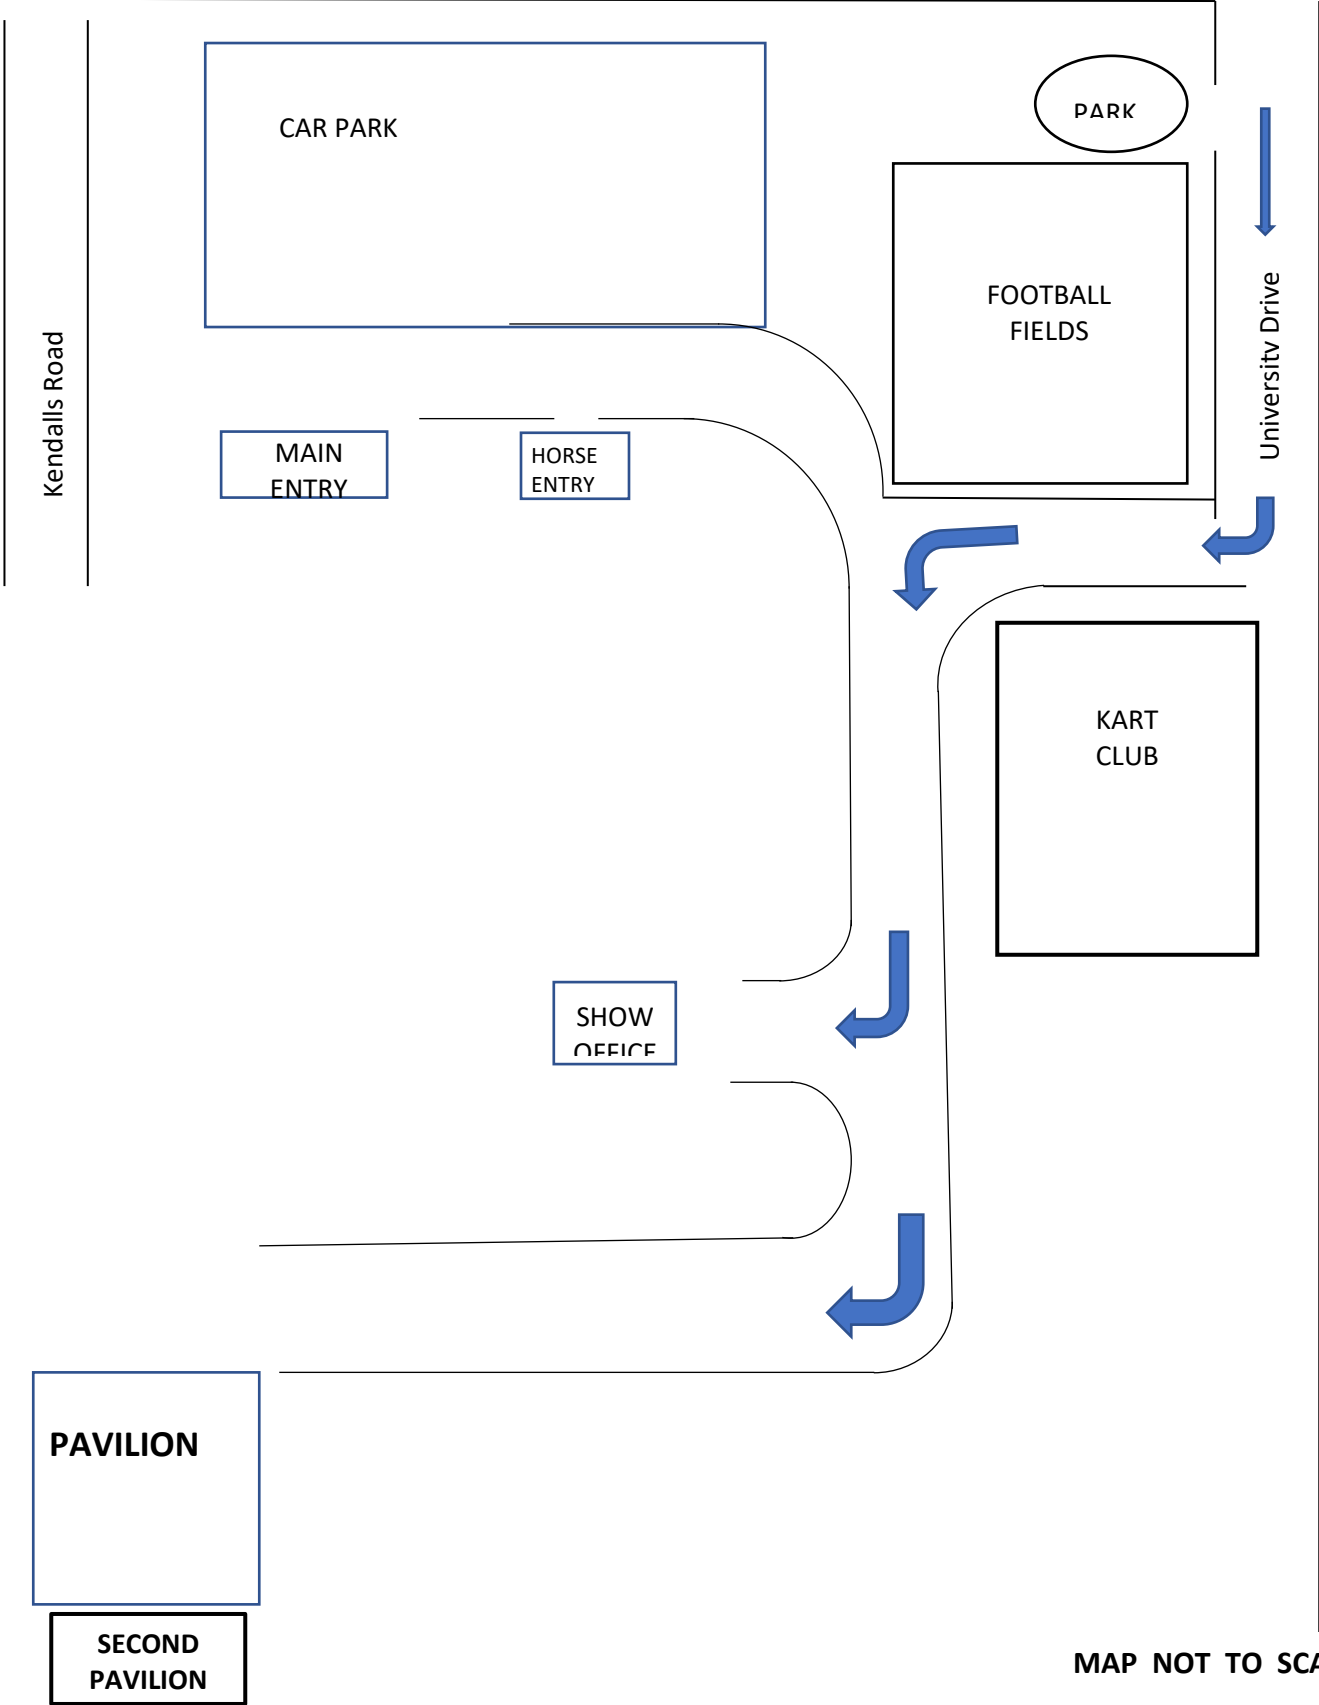 CAR PARK
PARK
FOOTBALL
FIELDS
University Drive
Kendalls Road
MAIN
ENTRY
HORSE
ENTRY
KART
CLUB
SHOW
OFFICE
PAVILION
SECOND
PAVILION
MAP NOT TO SCA